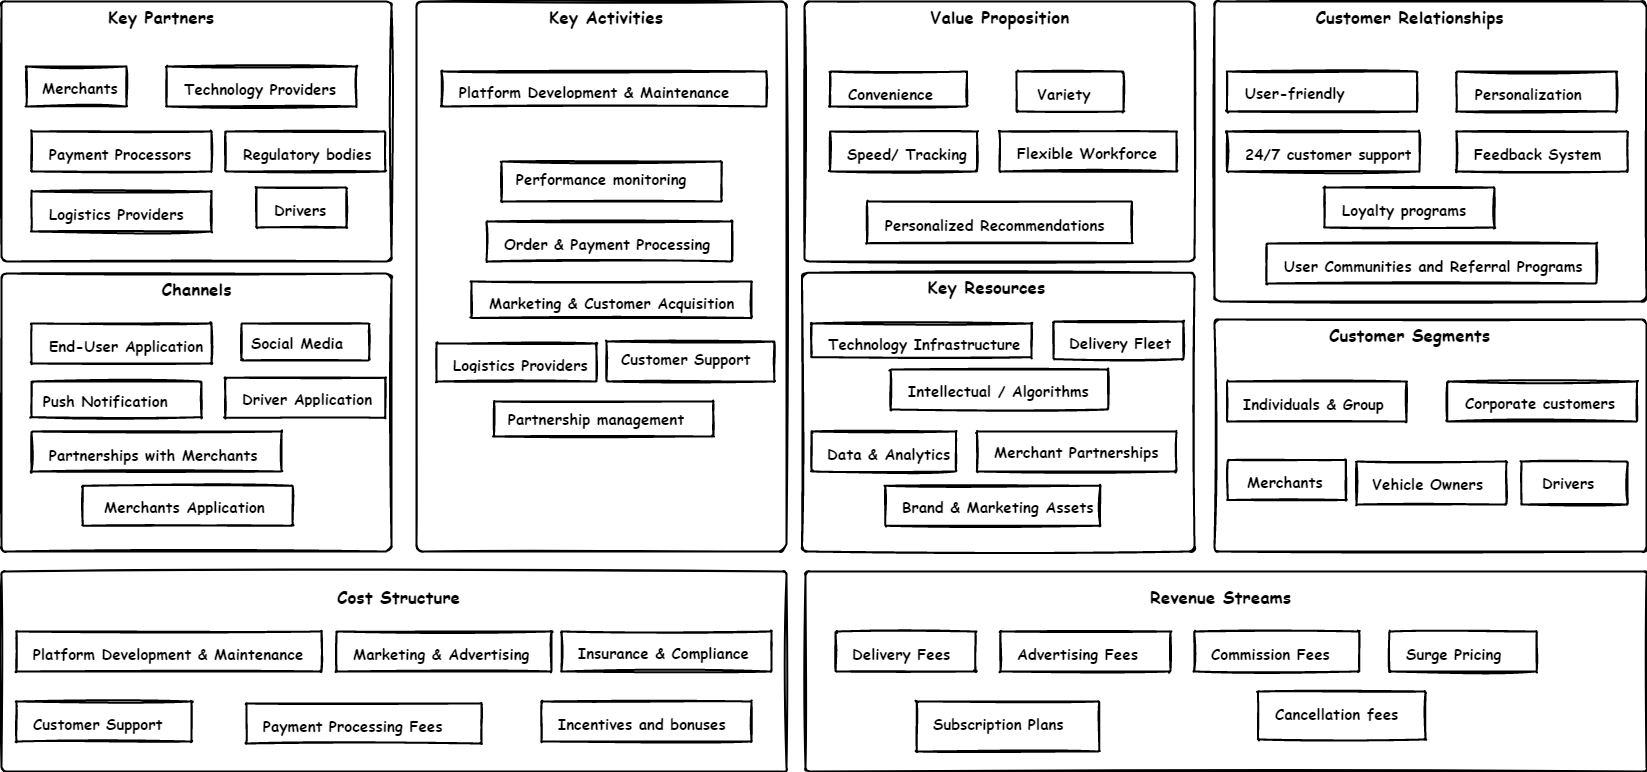 Key Partners
Merchants
Technology Providers
Payment Processors
Regulatory bodies
Logistics Providers
Drivers
Channels
End-User Application
Social Media
Push Notification
Driver Application
Partnerships with Merchants
Merchants Application
Key Activities
Platform Development & Maintenance
Performance monitoring
Order & Payment Processing
Marketing & Customer Acquisition
Logistics Providers
Customer Support
Partnership management
Value Proposition
Convenience
Variety
Speed/ Tracking
Flexible Workforce
Personalized Recommendations
Key Resources
Technology Infrastructure
Delivery Fleet
Intellectual / Algorithms
Data & Analytics
Merchant Partnerships
Brand & Marketing Assets
Customer Relationships
User-friendly
Personalization
24/7 customer support
Feedback System
Loyalty programs
User Communities and Referral Programs
Customer Segments
Individuals & Group
Corporate customers
Merchants
Vehicle Owners
Drivers
Cost Structure
Platform Development & Maintenance
Marketing & Advertising
Insurance & Compliance
Customer Support
Payment Processing Fees
Incentives and bonuses
Revenue Streams
Delivery Fees
Advertising Fees
Commission Fees
Surge Pricing
Subscription Plans
Cancellation fees